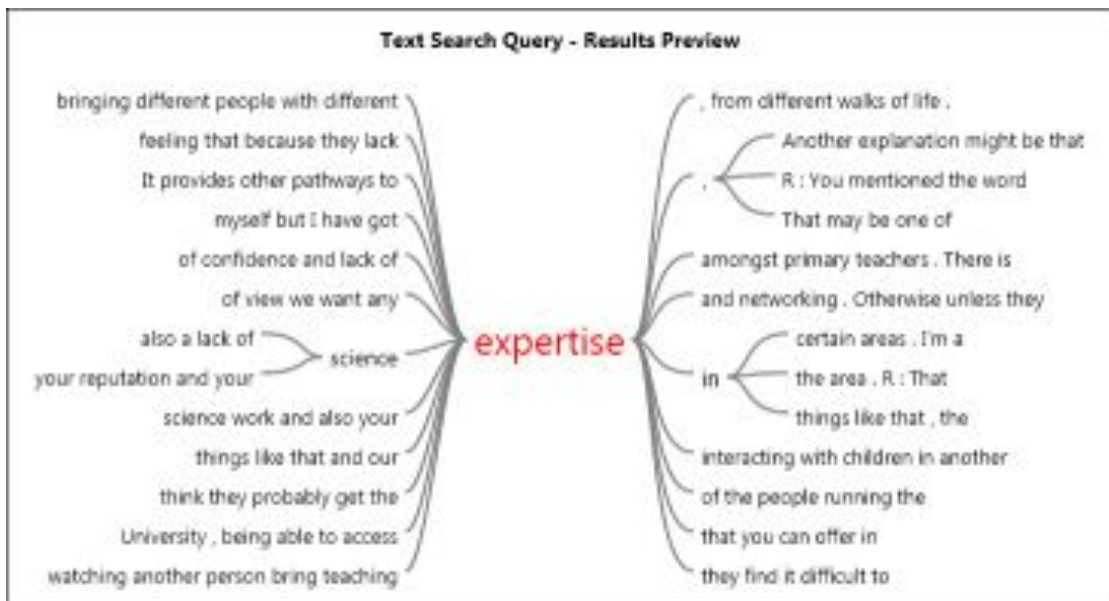 Text Search Query - Results Preview
bringing different people with different
feeling that because they lack
It provides other pathways to
myself but I have got
of confidence and lack of
of view we want any
also a lack of
your reputation and your
science
science work and also your
things like that and our
think they probably get the
University , being able to access
watching another person bring teaching
expertise
, from different walks of life .
,
Another explanation might be that
R : You mentioned the word
That may be one of
amongst primary teachers . There is
and networking . Otherwise unless they
in
certain areas . I'm a
the area . R : That
things like that , the
interacting with children in another
of the people running the
that you can offer in
they find it difficult to